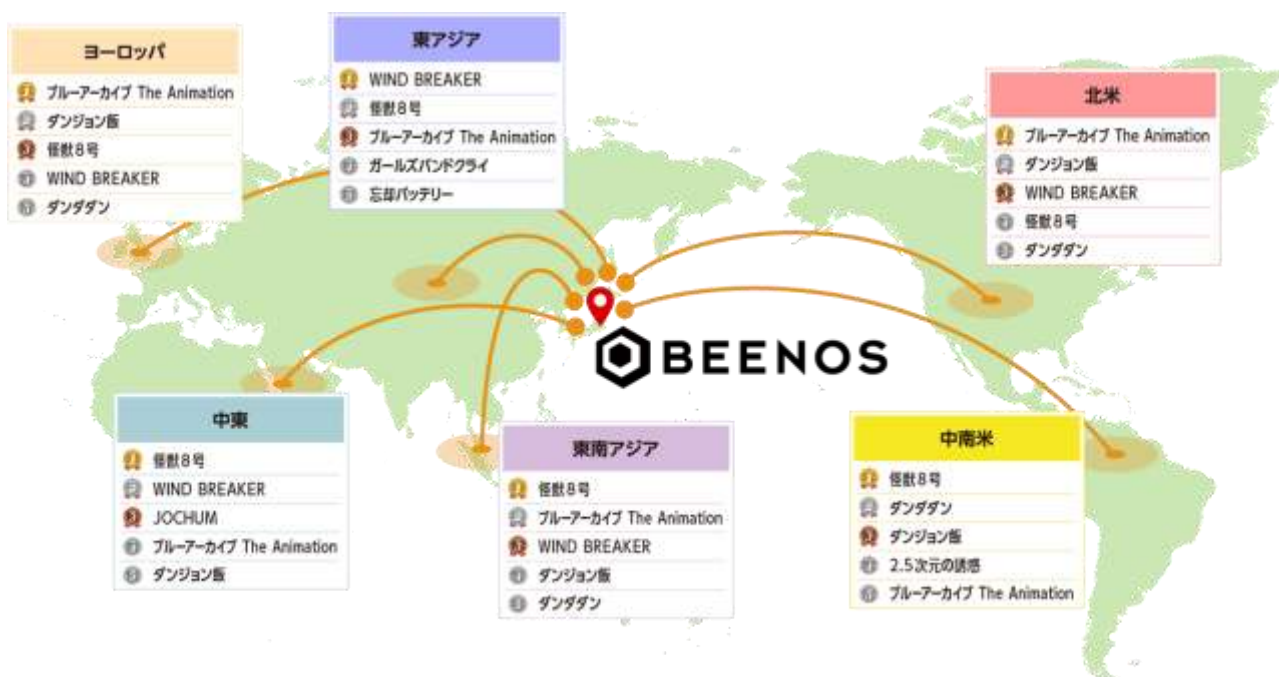 ヨーロッパ
ブルーアーカイブ The Animation
ダンジョン飯
怪獣8号
WIND BREAKER
ダンダダン
東アジア
WIND BREAKER
怪獣8号
ブルーアーカイブ The Animation
ガールズバンドクライ
忘却バッテリー
北米
ブルーアーカイブ The Animation
ダンジョン飯
WIND BREAKER
怪獣8号
ダンダダン
BEENOS
中東
怪獣8号
WIND BREAKER
JOCHUM
ブルーアーカイブ The Animation
ダンジョン飯
東南アジア
怪獣8号
ブルーアーカイブ The Animation
WIND BREAKER
ダンジョン飯
ダンダダン
中南米
怪獣8号
ダンダダン
ダンジョン飯
2.5次元の誘惑
ブルーアーカイブ The Animation